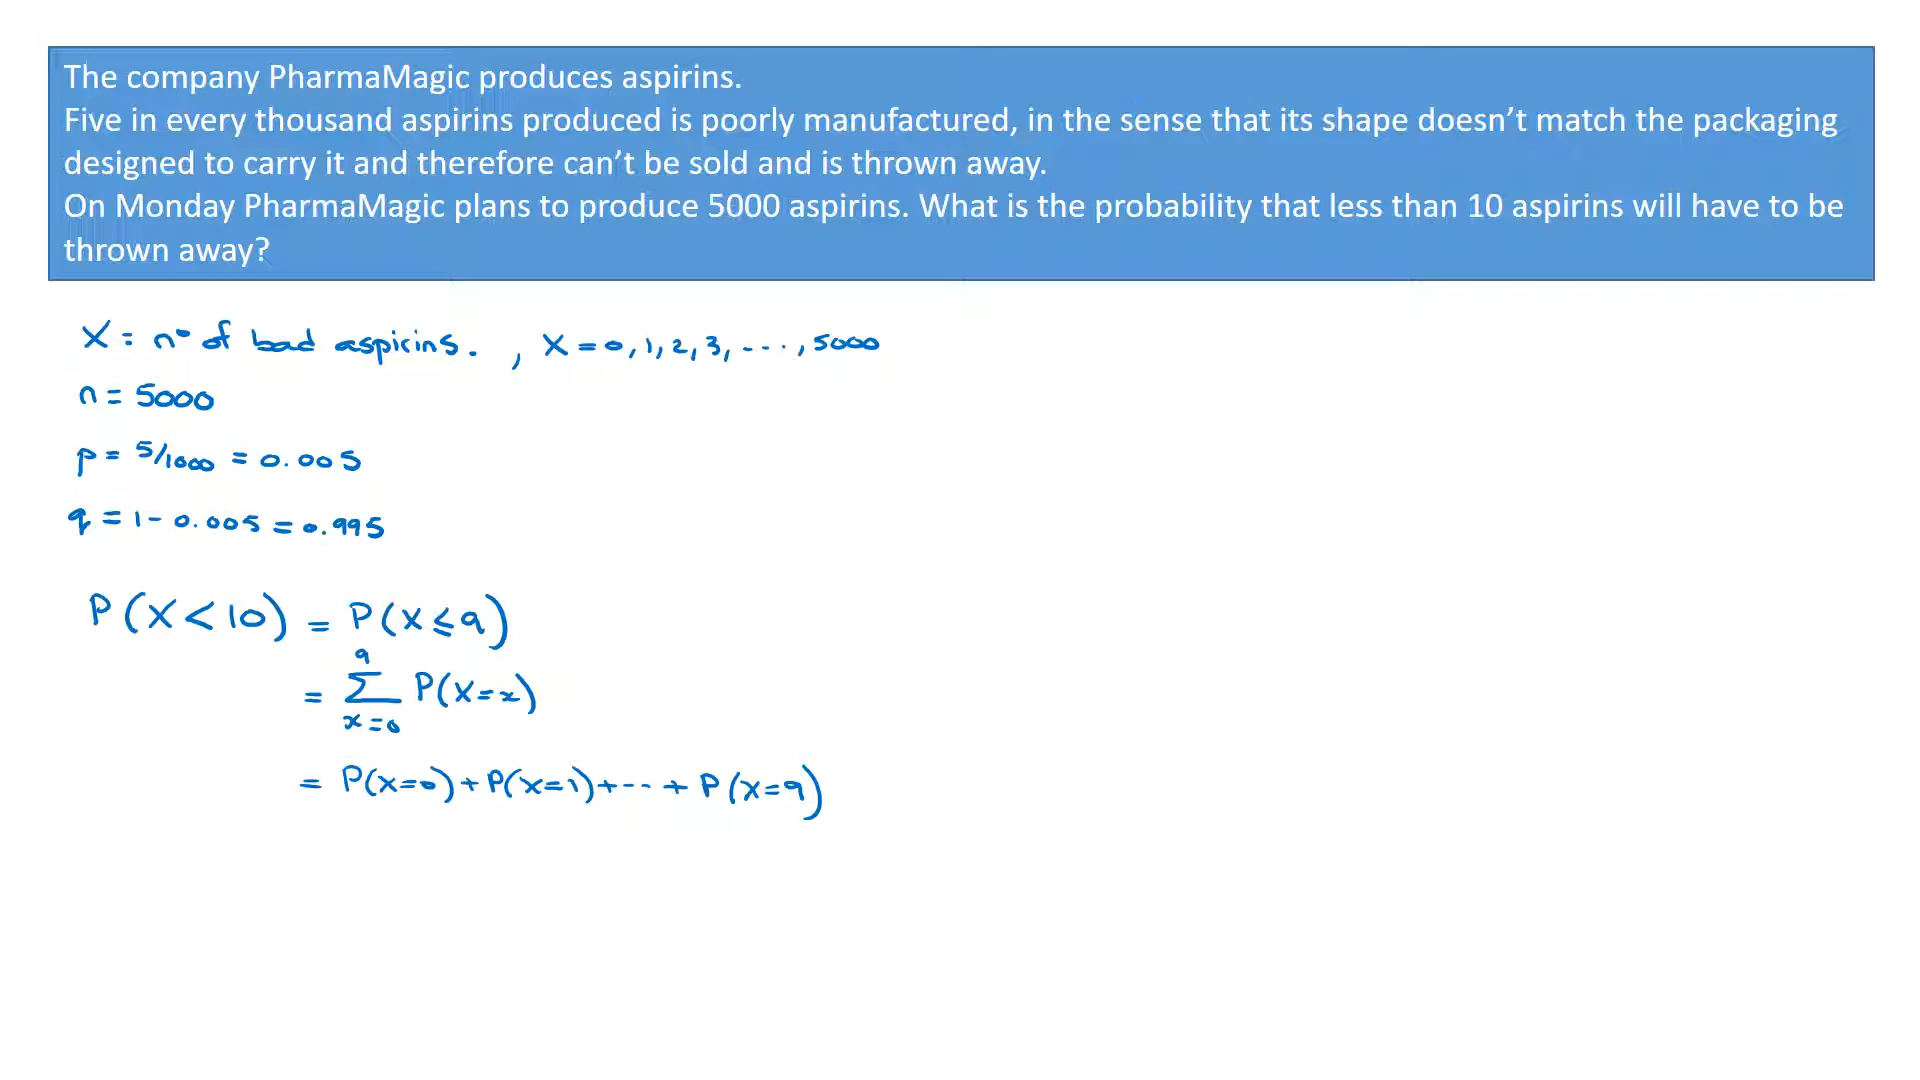 The company PharmaMagic produces aspirins.
Five in every thousand aspirins produced is poorly manufactured, in the sense that its shape doesn’t match the packaging
designed to carry it and therefore can’t be sold and is thrown away.
On Monday PharmaMagic plans to produce 5000 aspirins. What is the probability that less than 10 aspirins will have to be
thrown away?
X = nº of bad aspirins. , X = 0, 1, 2, 3, ..., 5000
n = 5000
p = 5/1000 = 0.005
q = 1 - 0.005 = 0.995
P(X < 10) = P(X ≤ 9)
= ∑_{x=0}^{9} P(X = x)
= P(X=0) + P(X=1) + ... + P(X=9)